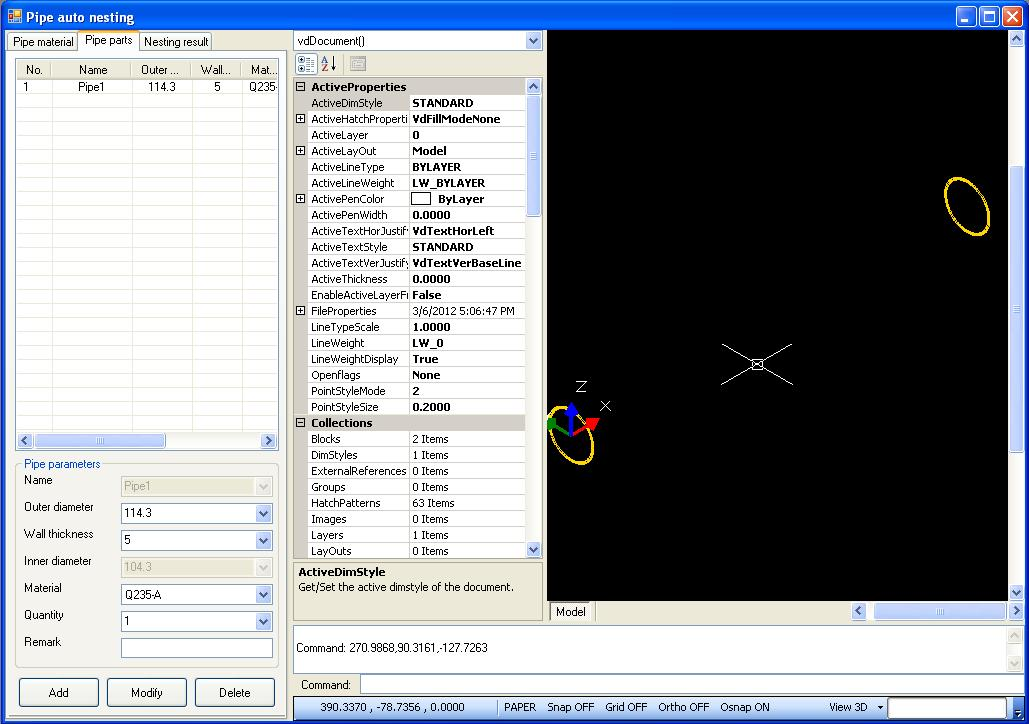 Pipe auto nesting
Pipe material Pipe parts Nesting result
No. Name Outer ... Wall... Mat...
1 Pipe1 114.3 5 Q235-
Pipe parameters
Name Pipe1
Outer diameter 114.3
Wall thickness 5
Inner diameter 104.3
Material Q235-A
Quantity 1
Remark
Add Modify Delete
vdDocument()
ActiveProperties
ActiveDimStyle STANDARD
ActiveHatchProperti VdFillModeNone
ActiveLayer 0
ActiveLayOut Model
ActiveLineType BYLAYER
ActiveLineWeight LW_BYLAYER
ActivePenColor ByLayer
ActivePenWidth 0.0000
ActiveTextHorJustify VdTextHorLeft
ActiveTextStyle STANDARD
ActiveTextVerJustify VdTextVerBaseLine
ActiveThickness 0.0000
EnableActiveLayerFr False
FileProperties 3/6/2012 5:06:47 PM
LineTypeScale 1.0000
LineWeight LW_0
LineWeightDisplay True
Openflags None
PointStyleMode 2
PointStyleSize 0.2000
Collections
Blocks 2 Items
DimStyles 1 Items
ExternalReferences 0 Items
Groups 0 Items
HatchPatterns 63 Items
Images 0 Items
Layers 1 Items
LayOuts 0 Items
ActiveDimStyle
Get/Set the active dimstyle of the document.
Z
X
Model
Command: 270.9868,90.3161,-127.7263
Command:
390.3370 , -78.7356 , 0.0000 PAPER Snap OFF Grid OFF Ortho OFF Osnap ON View 3D